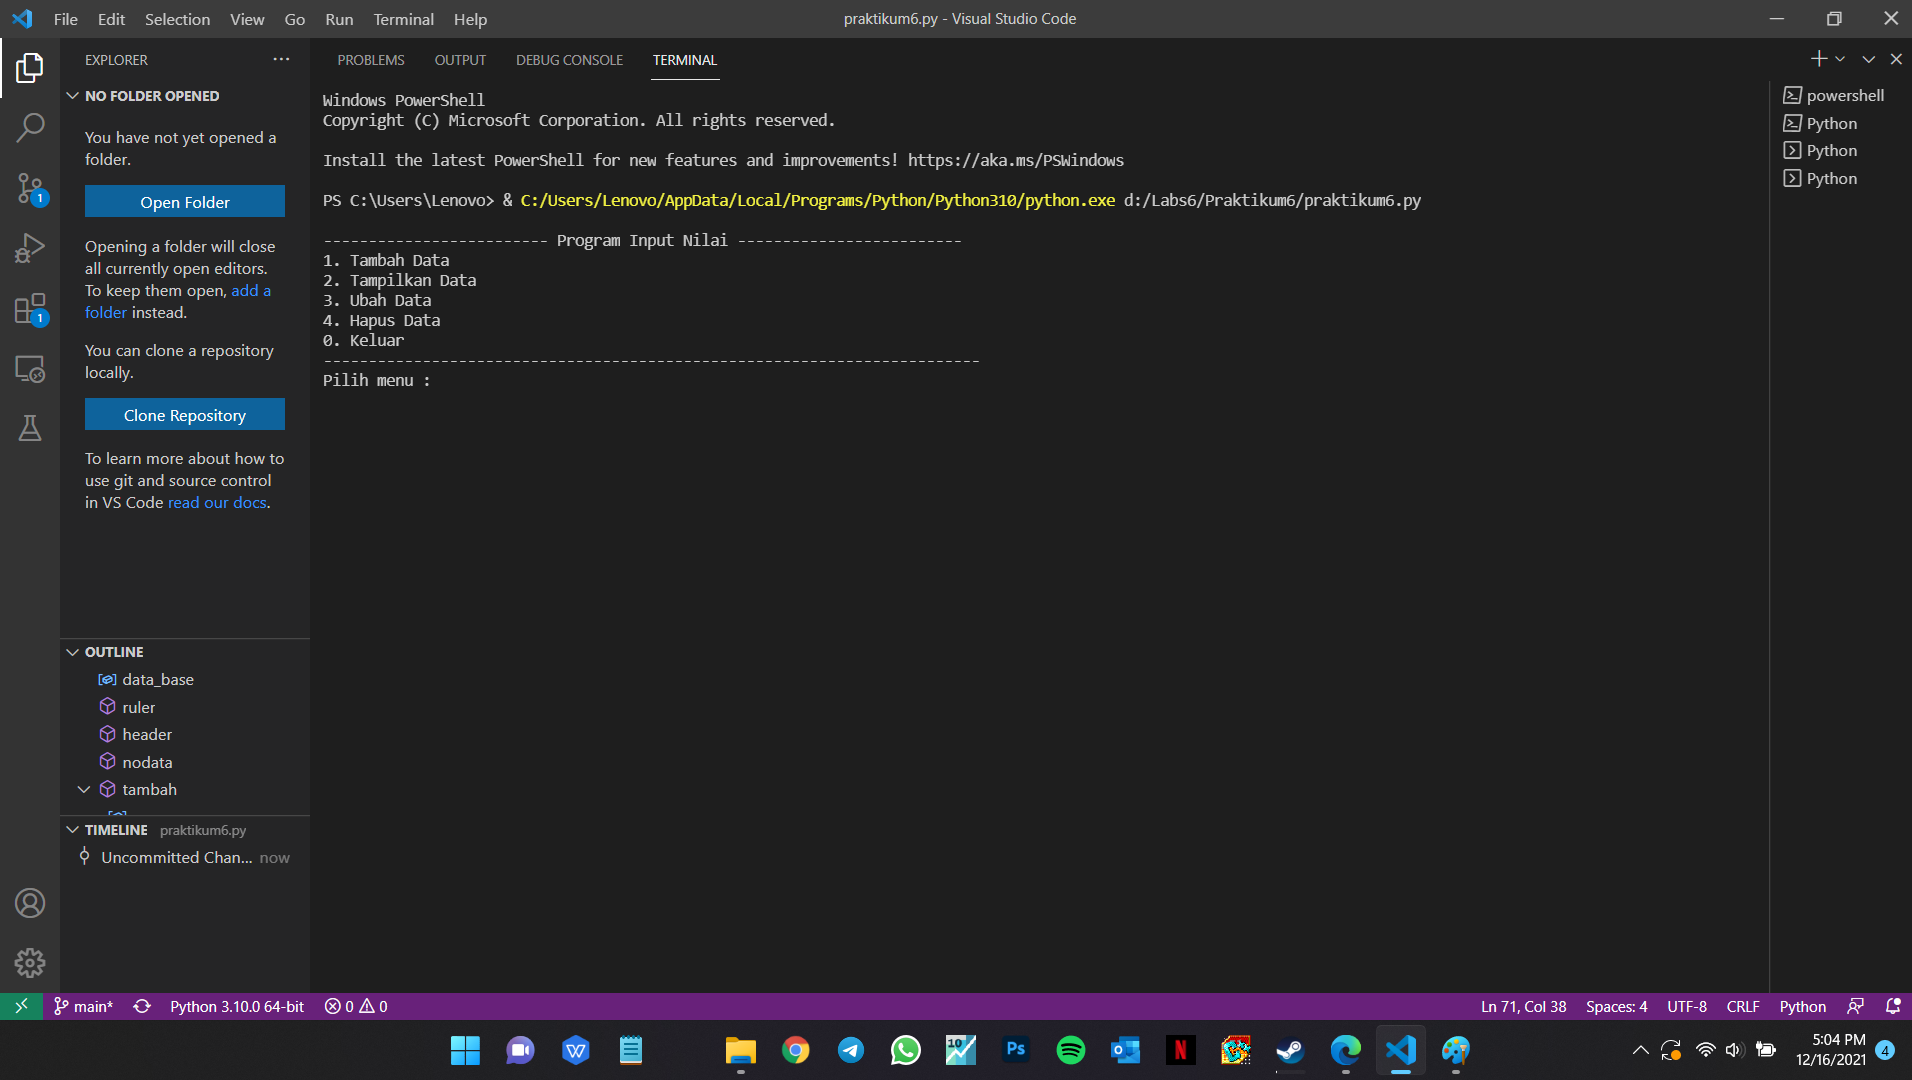 File Edit Selection View Go Run Terminal Help
praktikum6.py - Visual Studio Code
EXPLORER
NO FOLDER OPENED
You have not yet opened a
folder.
Open Folder
Opening a folder will close
all currently open editors.
To keep them open, add a
folder instead.
You can clone a repository
locally.
Clone Repository
To learn more about how to
use git and source control
in VS Code read our docs.
1
1
OUTLINE
data_base
ruler
header
nodata
tambah
TIMELINE praktikum6.py
Uncommitted Chan... now
PROBLEMS OUTPUT DEBUG CONSOLE TERMINAL
Windows PowerShell
Copyright (C) Microsoft Corporation. All rights reserved.
Install the latest PowerShell for new features and improvements! https://aka.ms/PSWindows
PS C:\Users\Lenovo> & C:/Users/Lenovo/AppData/Local/Programs/Python/Python310/python.exe d:/Labs6/Praktikum6/praktikum6.py
------------------------- Program Input Nilai -------------------------
1. Tambah Data
2. Tampilkan Data
3. Ubah Data
4. Hapus Data
0. Keluar
-------------------------------------------------------------------------
Pilih menu :
powershell
Python
Python
Python
main* Python 3.10.0 64-bit 0 0
Ln 71, Col 38 Spaces: 4 UTF-8 CRLF Python
10 Ps N
5:04 PM
12/16/2021 4